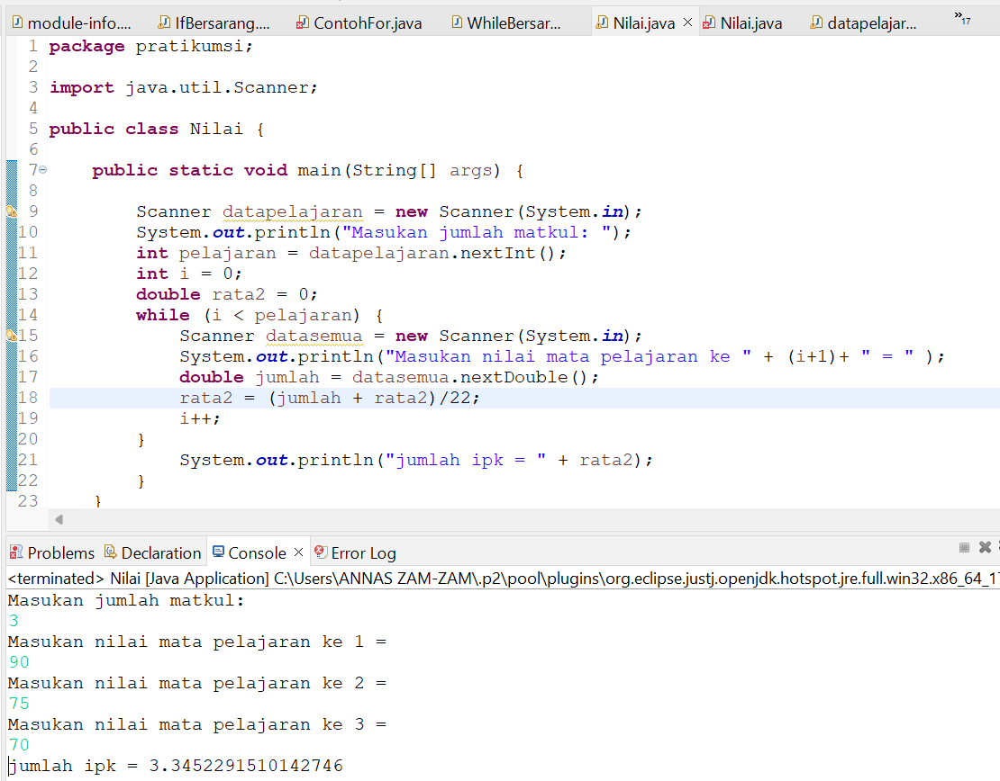 module-info.... IfBersarang.... ContohFor.java WhileBersar... Nilai.java Nilai.java datapelajar... »17
1 package pratikumsi;
2
3 import java.util.Scanner;
4
5 public class Nilai {
6
7 public static void main(String[] args) {
8
9 Scanner datapelajaran = new Scanner(System.in);
10 System.out.println("Masukan jumlah matkul: ");
11 int pelajaran = datapelajaran.nextInt();
12 int i = 0;
13 double rata2 = 0;
14 while (i < pelajaran) {
15 Scanner datasemua = new Scanner(System.in);
16 System.out.println("Masukan nilai mata pelajaran ke " + (i+1)+ " = " );
17 double jumlah = datasemua.nextDouble();
18 rata2 = (jumlah + rata2)/22;
19 i++;
20 }
21 System.out.println("jumlah ipk = " + rata2);
22 }
23 }
Problems Declaration Console Error Log
<terminated> Nilai [Java Application] C:\Users\ANNAS ZAM-ZAM\.p2\pool\plugins\org.eclipse.justj.openjdk.hotspot.jre.full.win32.x86_64_1
Masukan jumlah matkul:
3
Masukan nilai mata pelajaran ke 1 =
90
Masukan nilai mata pelajaran ke 2 =
75
Masukan nilai mata pelajaran ke 3 =
70
jumlah ipk = 3.3452291510142746